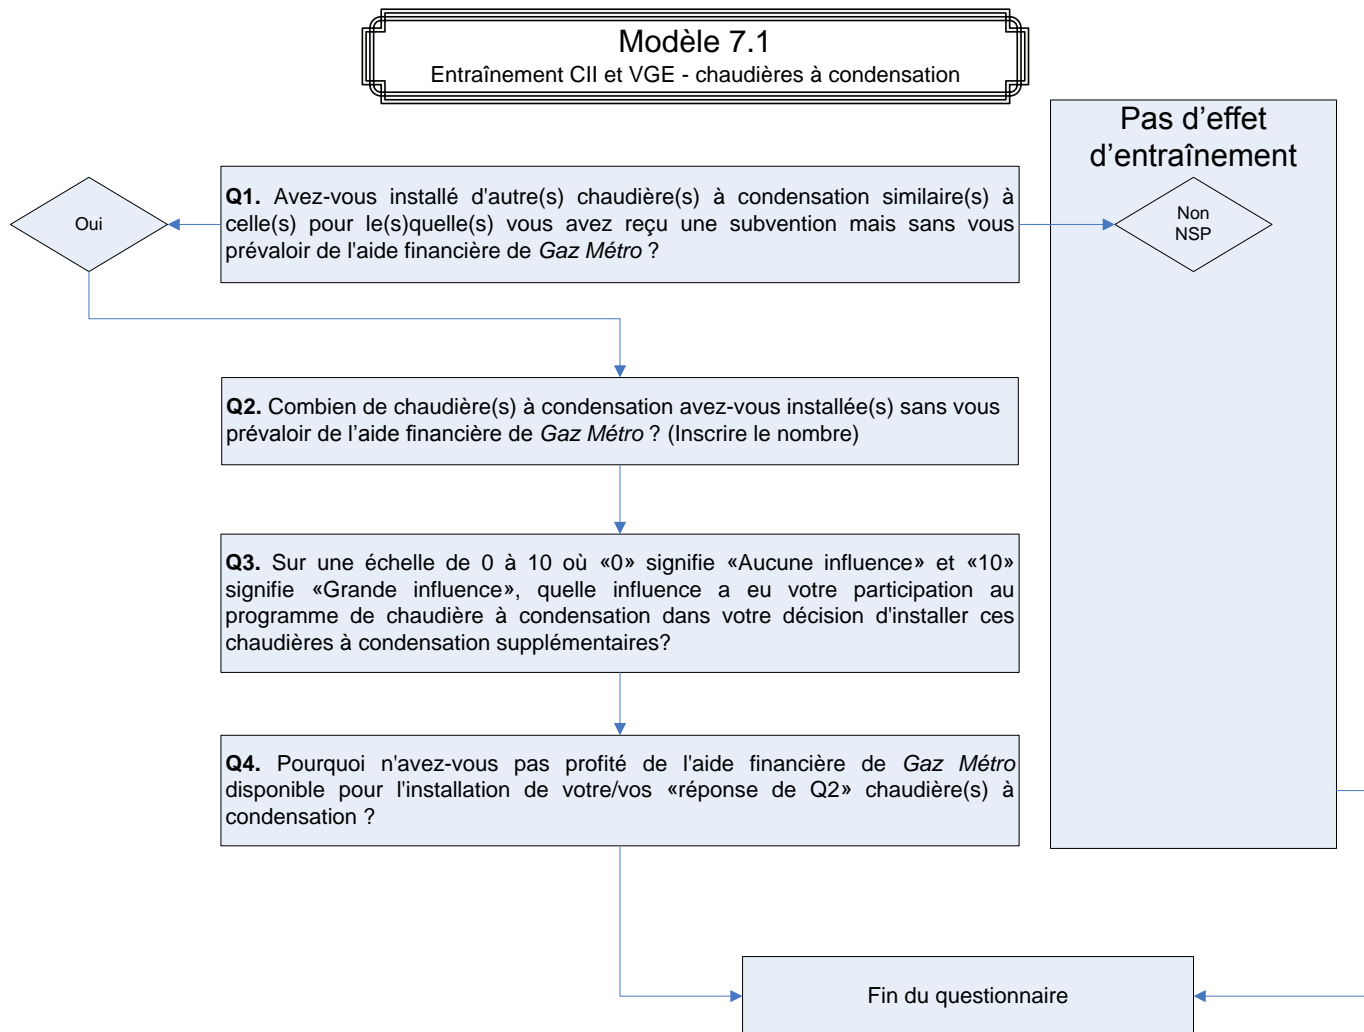 Modèle 7.1
Entraînement CII et VGE - chaudières à condensation
Pas d’effet
d’entraînement
Oui
Q1. Avez-vous installé d'autre(s) chaudière(s) à condensation similaire(s) à
celle(s) pour le(s)quelle(s) vous avez reçu une subvention mais sans vous
prévaloir de l'aide financière de Gaz Métro ?
Non
NSP
Q2. Combien de chaudière(s) à condensation avez-vous installée(s) sans vous
prévaloir de l’aide financière de Gaz Métro ? (Inscrire le nombre)
Q3. Sur une échelle de 0 à 10 où «0» signifie «Aucune influence» et «10»
signifie «Grande influence», quelle influence a eu votre participation au
programme de chaudière à condensation dans votre décision d'installer ces
chaudières à condensation supplémentaires?
Q4. Pourquoi n'avez-vous pas profité de l'aide financière de Gaz Métro
disponible pour l'installation de votre/vos «réponse de Q2» chaudière(s) à
condensation ?
Fin du questionnaire